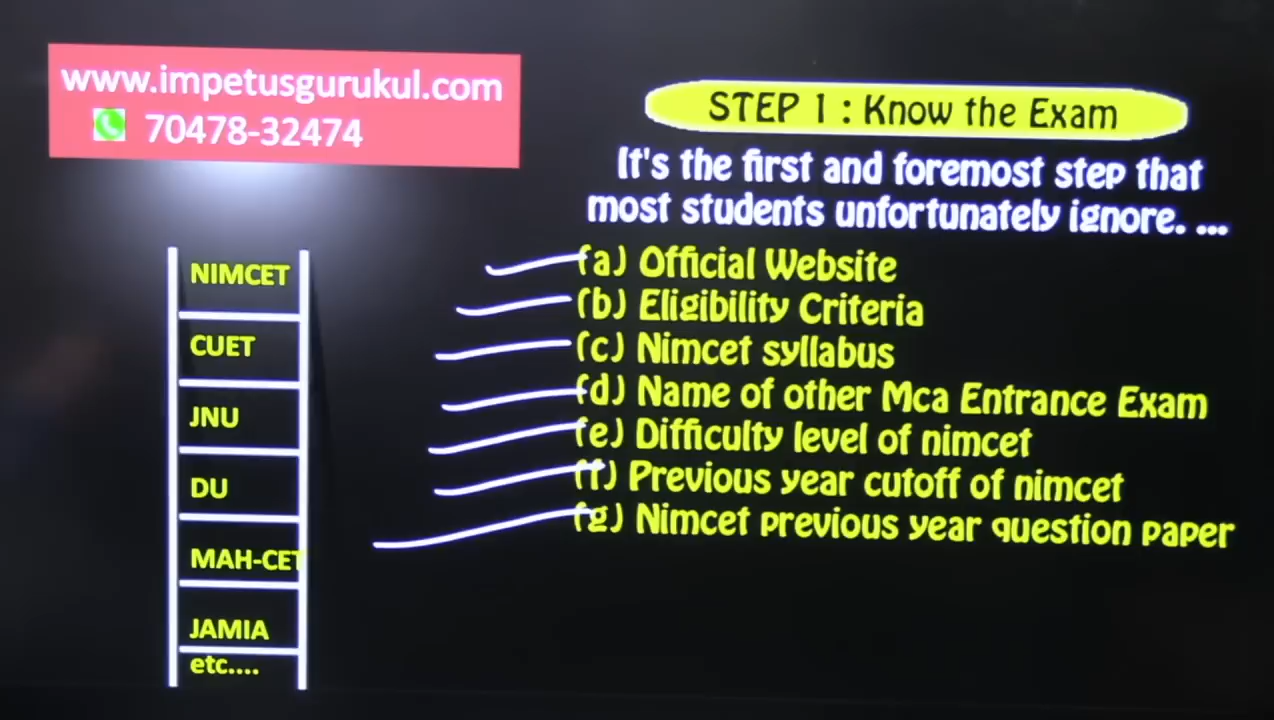 www.impetusgurukul.com
70478-32474
STEP 1 : Know the Exam
It's the first and foremost step that
most students unfortunately ignore. ...
(a) Official Website
(b) Eligibility Criteria
(c) Nimcet syllabus
(d) Name of other Mca Entrance Exam
(e) Difficulty level of nimcet
(f) Previous year cutoff of nimcet
(g) Nimcet previous year question paper
NIMCET
CUET
JNU
DU
MAH-CET
JAMIA
etc....